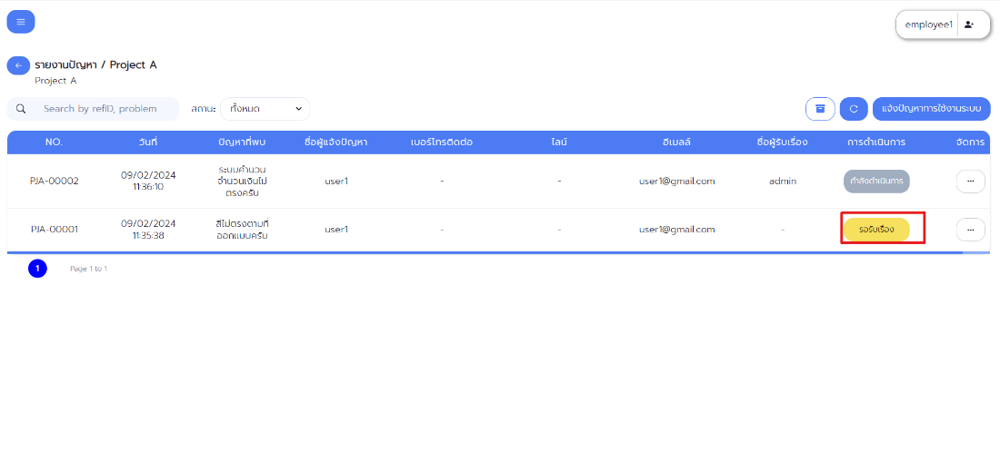 employee1
รายงานปัญหา / Project A
Project A
Search by refID, problem
สถานะ ทั้งหมด
แจ้งปัญหาการใช้งานระบบ
NO. วันที่ ปัญหาที่พบ ชื่อผู้แจ้งปัญหา เบอร์โทรติดต่อ ไลน์ อีเมลล์ ชื่อผู้รับเรื่อง การดำเนินการ จัดการ
PJA-00002 09/02/2024 11:36:10 ระบบคำนวน จำนวนเงินไม่ ตรงครับ user1 - - user1@gmail.com admin กำลังดำเนินการ ...
PJA-00001 09/02/2024 11:35:38 สีไม่ตรงตามที่ ออกแบบครับ user1 - - user1@gmail.com - รอรับเรื่อง ...
1 Page 1 to 1